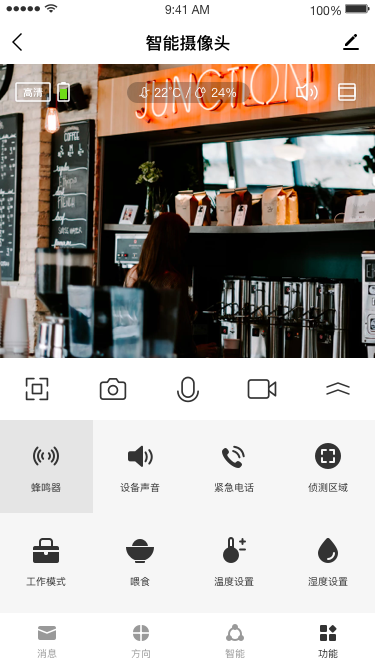 9:41 AM 100%
智能摄像头
JUNCTION
高清 22°C / 24%
COFFEE
蜂鸣器 设备声音 紧急电话 侦测区域
工作模式 喂食 温度设置 湿度设置
消息 方向 智能 功能